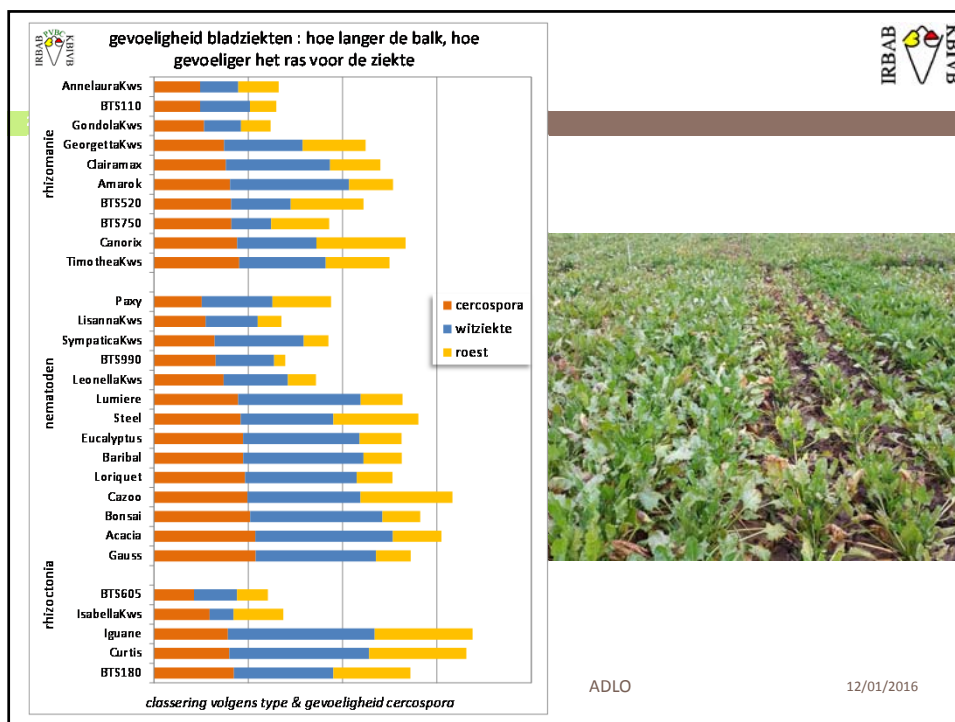 IRBAB
PVBC
KBIVB
gevoeligheid bladziekten : hoe langer de balk, hoe
gevoeliger het ras voor de ziekte
IRBAB
KBIVB
rhizomanie
AnnelauraKws
BTS110
GondolaKws
GeorgettaKws
Clairamax
Amarok
BTS520
BTS750
Canorix
TimotheaKws
nematoden
Paxy
LisannaKws
SympaticaKws
BTS990
LeonellaKws
Lumiere
Steel
Eucalyptus
Baribal
Loriquet
Cazoo
Bonsai
Acacia
Gauss
rhizoctonia
BTS605
IsabellaKws
Iguane
Curtis
BTS180
cercospora
witziekte
roest
classering volgens type & gevoeligheid cercospora
ADLO
12/01/2016